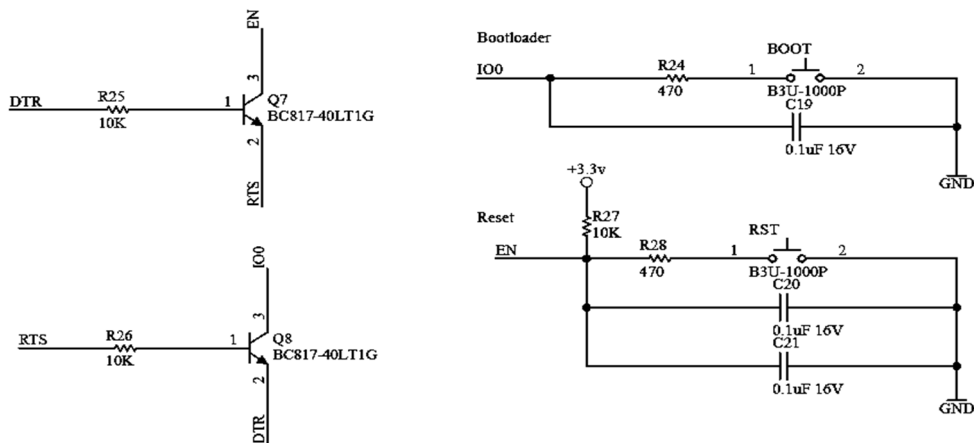 EN
3
DTR
R25
10K
1
Q7
BC817-40LT1G
2
RTS
IO0
3
RTS
R26
10K
1
Q8
BC817-40LT1G
2
DTR
Bootloader
IO0
R24
470
1
BOOT
2
B3U-1000P
C19
0.1uF 16V
GND
+3.3v
R27
10K
Reset
EN
R28
470
1
RST
2
B3U-1000P
C20
0.1uF 16V
C21
0.1uF 16V
GND